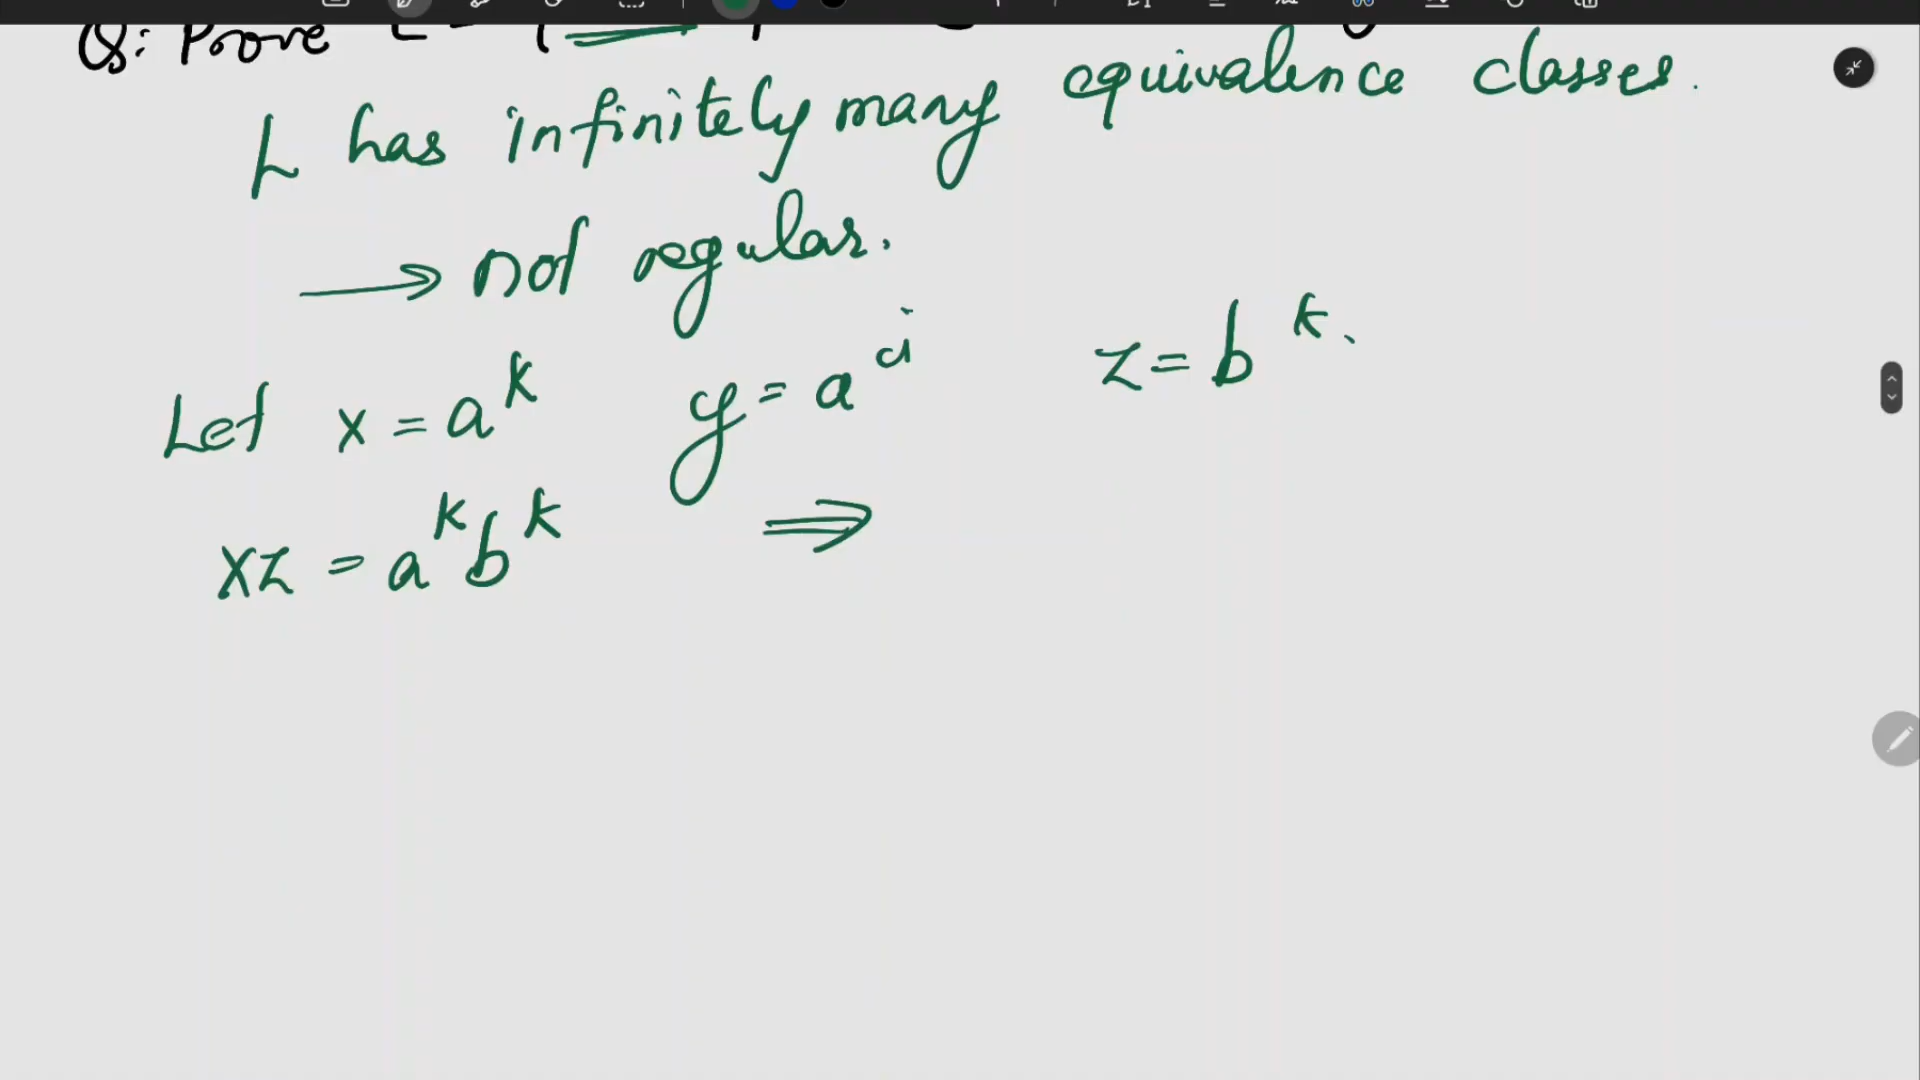 Q: Prove L =
L has infinitely many equivalence classes.
→ not regular.
Let x = a^k y = a^j z = b^k.
xz = a^k b^k ⇒